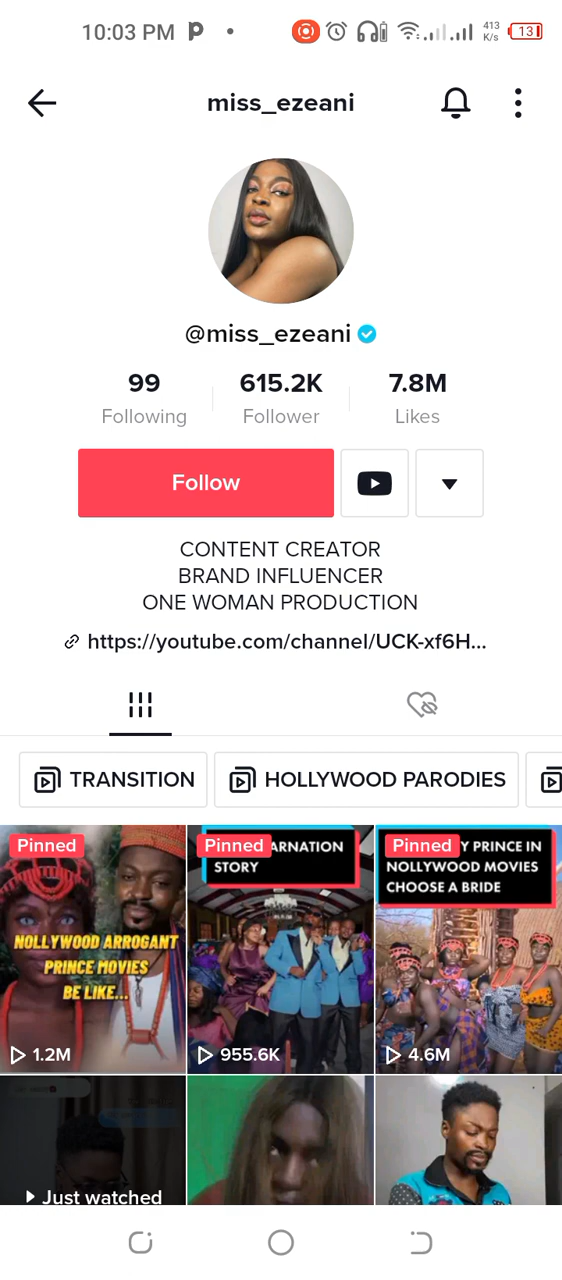 10:03 PM
413
K/s
13
miss_ezeani
@miss_ezeani
99
615.2K
7.8M
Following
Follower
Likes
Follow
CONTENT CREATOR
BRAND INFLUENCER
ONE WOMAN PRODUCTION
https://youtube.com/channel/UCK-xf6H...
TRANSITION
HOLLYWOOD PARODIES
Pinned
NOLLYWOOD ARROGANT
PRINCE MOVIES
BE LIKE...
1.2M
Pinned ARNATION
STORY
955.6K
Pinned Y PRINCE IN
NOLLYWOOD MOVIES
CHOOSE A BRIDE
4.6M
Just watched